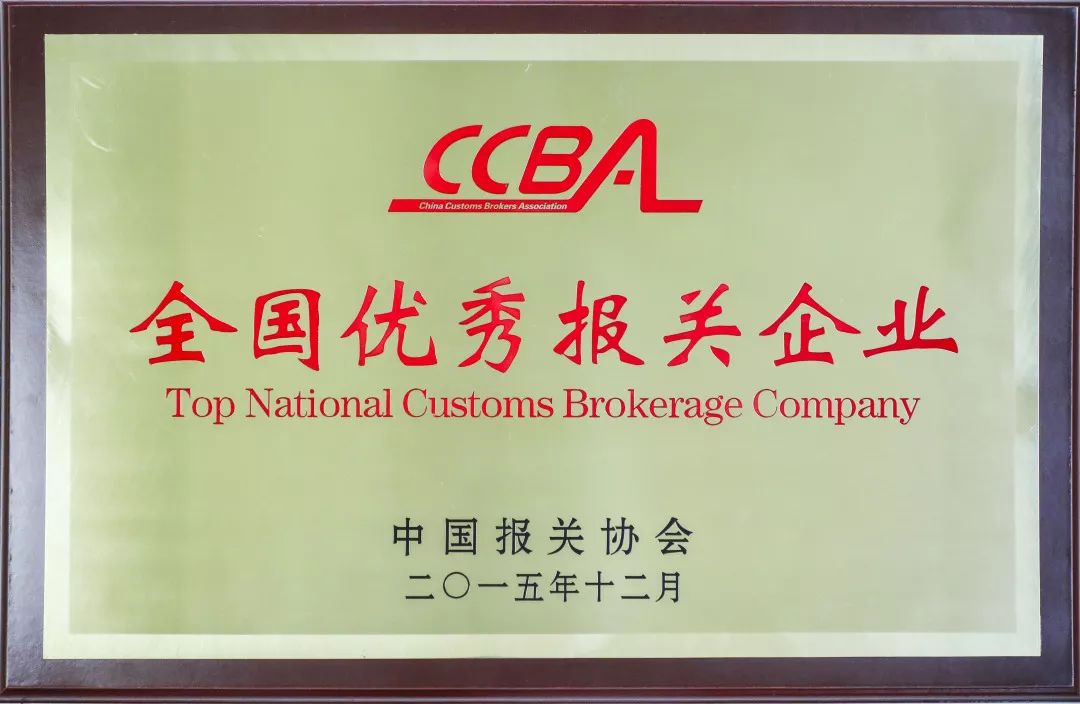 CCBA
China Customs Brokers Association
全国优秀报关企业
Top National Customs Brokerage Company
中国报关协会
二〇一五年十二月